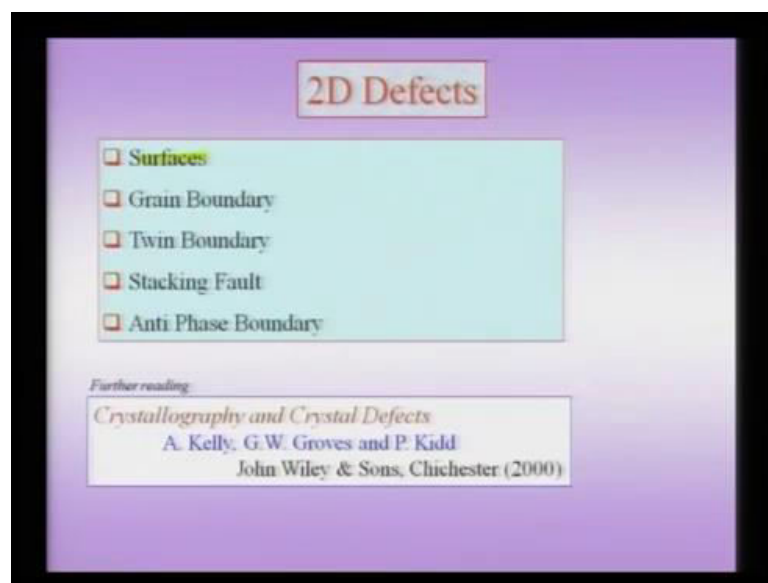 2D Defects
Surfaces
Grain Boundary
Twin Boundary
Stacking Fault
Anti Phase Boundary
Further reading
Crystallography and Crystal Defects
A. Kelly, G.W. Groves and P. Kidd
John Wiley & Sons, Chichester (2000)